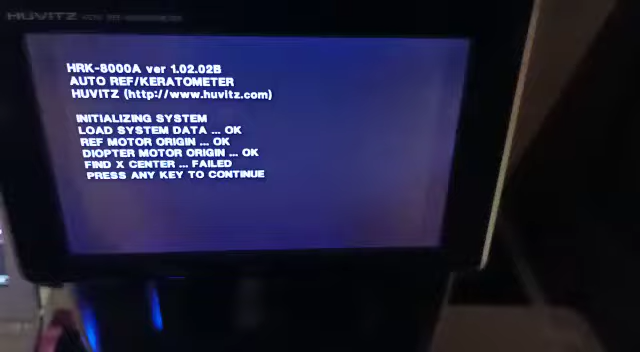 HUVITZ
HRK-8000A ver 1.02.02B
AUTO REF/KERATOMETER
HUVITZ (http://www.huvitz.com)
INITIALIZING SYSTEM
LOAD SYSTEM DATA ... OK
REF MOTOR ORIGIN ... OK
DIOPTER MOTOR ORIGIN ... OK
FIND X CENTER ... FAILED
PRESS ANY KEY TO CONTINUE